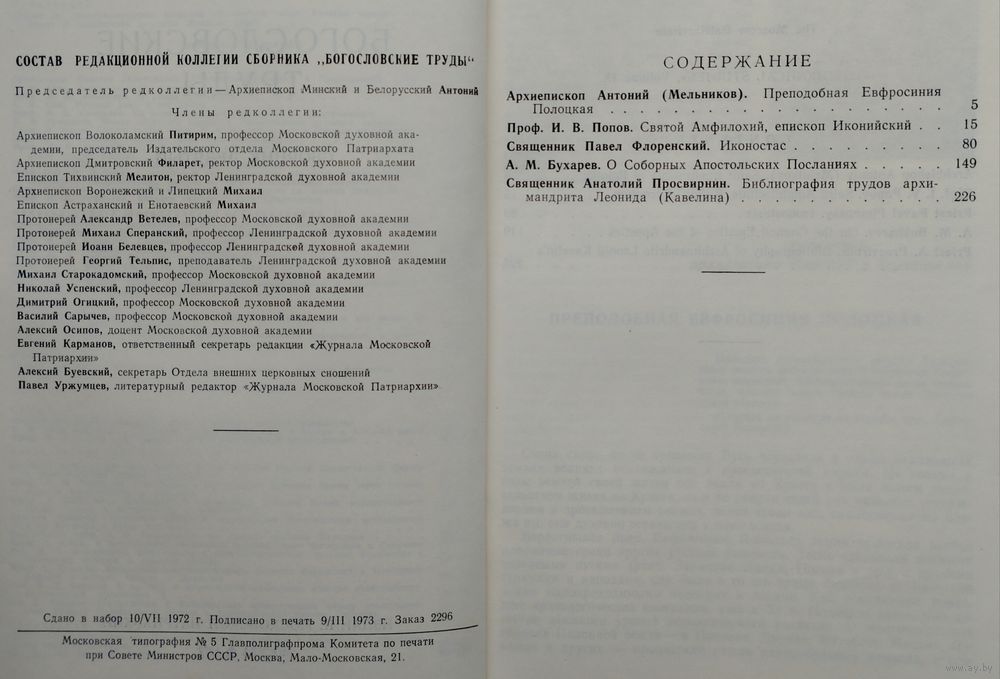 СОСТАВ РЕДАКЦИОННОЙ КОЛЛЕГИИ СБОРНИКА „БОГОСЛОВСКИЕ ТРУДЫ“
Председатель редколлегии — Архиепископ Минский и Белорусский Антоний
Члены редколлегии:
Архиепископ Волоколамский Питирим, профессор Московской духовной ака-
демии, председатель Издательского отдела Московского Патриархата
Архиепископ Дмитровский Филарет, ректор Московской духовной академии
Епископ Тихвинский Мелитон, ректор Ленинградской духовной академии
Архиепископ Воронежский и Липецкий Михаил
Епископ Астраханский и Енотаевский Михаил
Протоиерей Александр Ветелев, профессор Московской духовной академии
Протоиерей Михаил Сперанский, профессор Ленинградской духовной академии
Протоиерей Иоанн Белевцев, профессор Ленинградской духовной академии
Протоиерей Георгий Тельпис, преподаватель Ленинградской духовной академии
Михаил Старокадомский, профессор Московской духовной академии
Николай Успенский, профессор Ленинградской духовной академии
Димитрий Огицкий, профессор Московской духовной академии
Василий Сарычев, профессор Московской духовной академии
Алексий Осипов, доцент Московской духовной академии
Евгений Карманов, ответственный секретарь редакции «Журнала Московской
Патриархии»
Алексий Буевский, секретарь Отдела внешних церковных сношений
Павел Уржумцев, литературный редактор «Журнала Московской Патриархии»
Сдано в набор 10/VII 1972 г. Подписано в печать 9/III 1973 г. Заказ 2296
Московская типография № 5 Главполиграфпрома Комитета по печати
при Совете Министров СССР. Москва, Мало-Московская, 21.
СОДЕРЖАНИЕ
Архиепископ Антоний (Мельников). Преподобная Евфросиния
Полоцкая . . . . . . . . . . . . . . . . . . . . 5
Проф. И. В. Попов. Святой Амфилохий, епископ Иконийский . . 15
Священник Павел Флоренский. Иконостас . . . . . . . . . 80
А. М. Бухарев. О Соборных Апостольских Посланиях . . . . . 149
Священник Анатолий Просвирнин. Библиография трудов архи-
мандрита Леонида (Кавелина) . . . . . . . . . . . . 226
www.ay.by